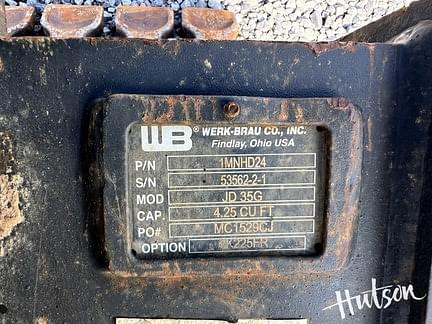 WB® WERK-BRAU CO., INC.
Findlay, Ohio USA
P/N 1MNHD24
S/N 53562-2-1
MOD JD 35G
CAP. 4.25 CU FT
PO# MC1529CJ
OPTION
Hutson